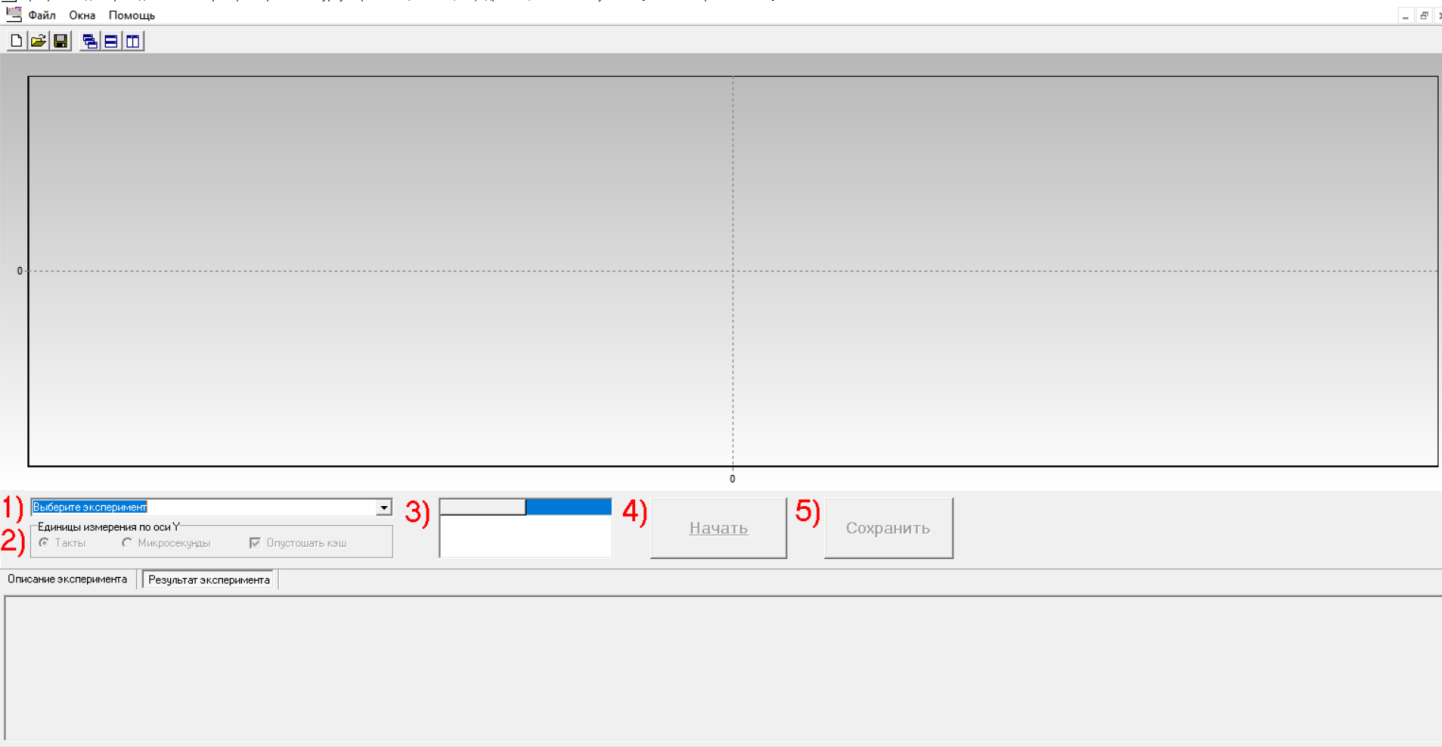 Файл Окна Помощь
0
0
1) Выберите эксперимент
3)
4) Начать
5) Сохранить
Единицы измерения по оси Y
2) Такты Микросекунды Опустошать кэш
Описание эксперимента Результат эксперимента